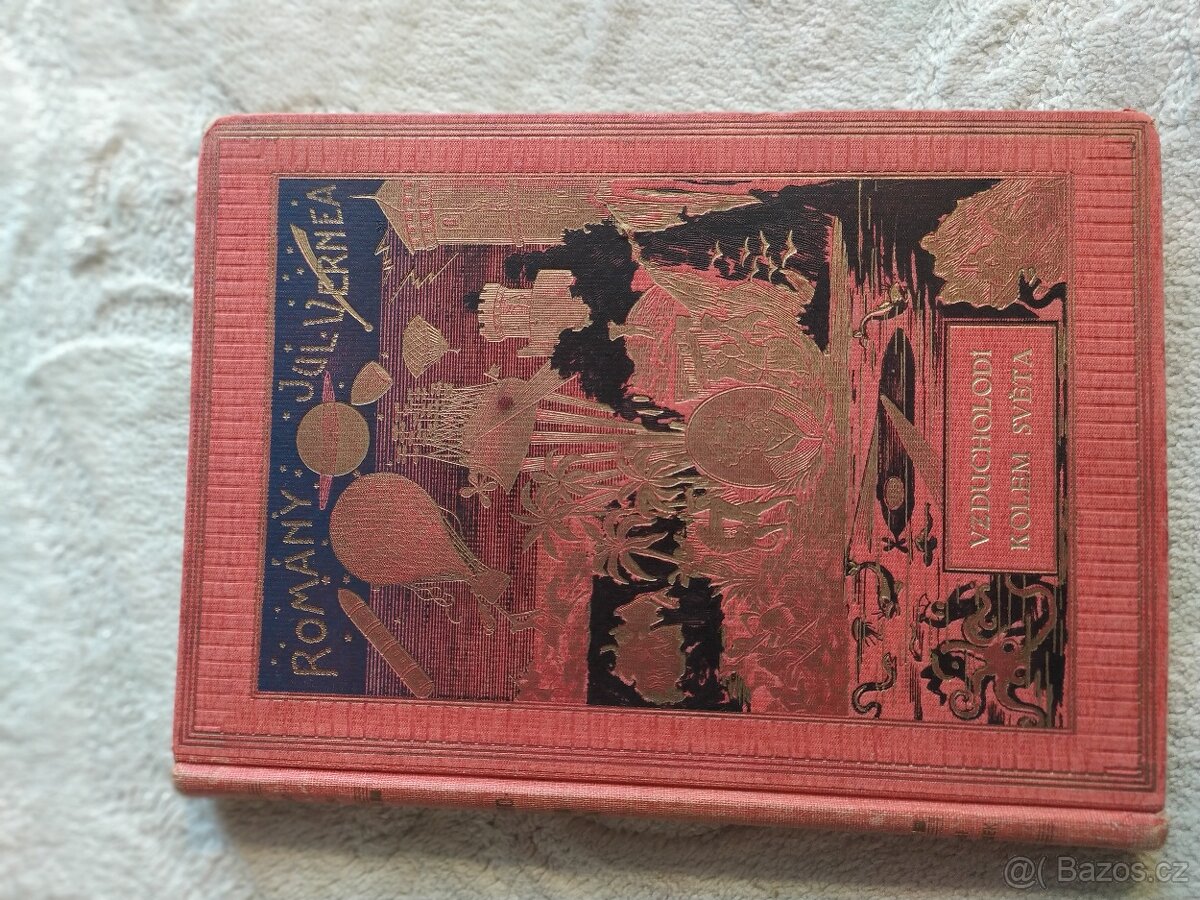 ROMÁNY JUL. VERNEA
VZDUCHOLODÍ
KOLEM SVĚTA
@( Bazos.cz